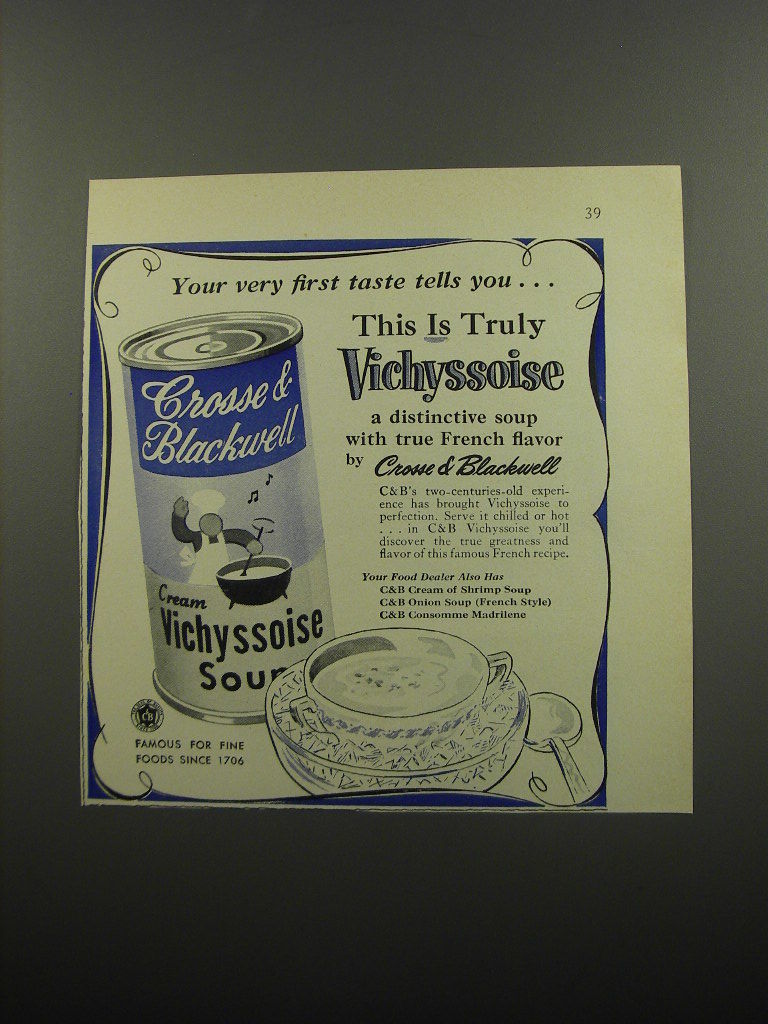 39
Your very first taste tells you . . .
This Is Truly
Vichyssoise
a distinctive soup
with true French flavor
by Crosse & Blackwell
C&B's two-centuries-old experi-
ence has brought Vichyssoise to
perfection. Serve it chilled or hot
. . . . in C&B Vichyssoise you'll
discover the true greatness and
flavor of this famous French recipe.
Your Food Dealer Also Has
C&B Cream of Shrimp Soup
C&B Onion Soup (French Style)
C&B Consomme Madrilene
Crosse &
Blackwell
Cream
Vichyssoise
Soup
CB
FAMOUS FOR FINE
FOODS SINCE 1706